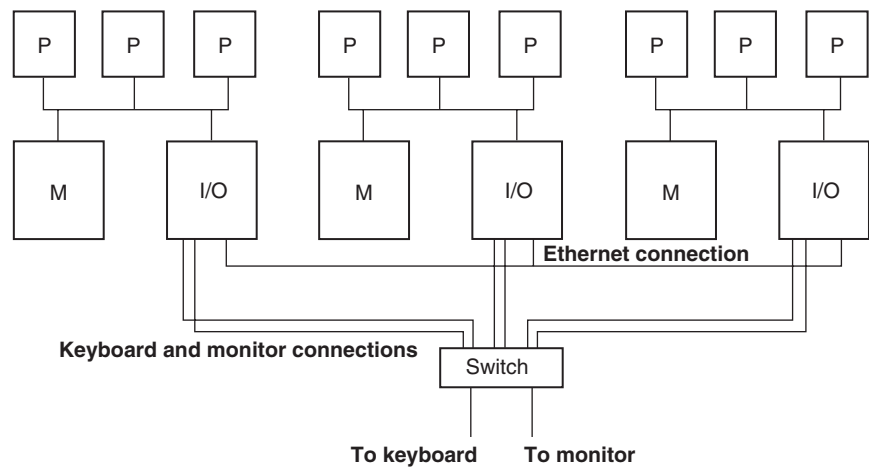 P P P P P P P P P
M I/O M I/O M I/O
Ethernet connection
Keyboard and monitor connections
Switch
To keyboard To monitor